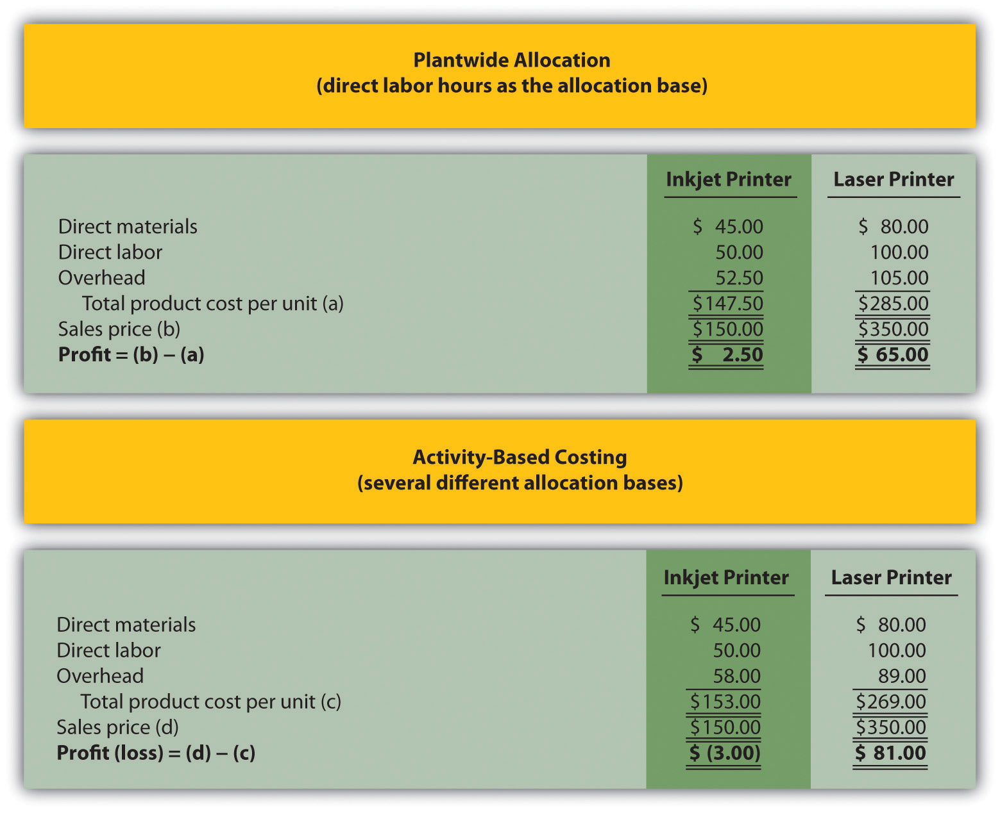 Plantwide Allocation
(direct labor hours as the allocation base)
Inkjet Printer Laser Printer
Direct materials $ 45.00 $ 80.00
Direct labor 50.00 100.00
Overhead 52.50 105.00
Total product cost per unit (a) $147.50 $285.00
Sales price (b) $150.00 $350.00
Profit = (b) – (a) $ 2.50 $ 65.00
Activity-Based Costing
(several different allocation bases)
Inkjet Printer Laser Printer
Direct materials $ 45.00 $ 80.00
Direct labor 50.00 100.00
Overhead 58.00 89.00
Total product cost per unit (c) $153.00 $269.00
Sales price (d) $150.00 $350.00
Profit (loss) = (d) – (c) $ (3.00) $ 81.00